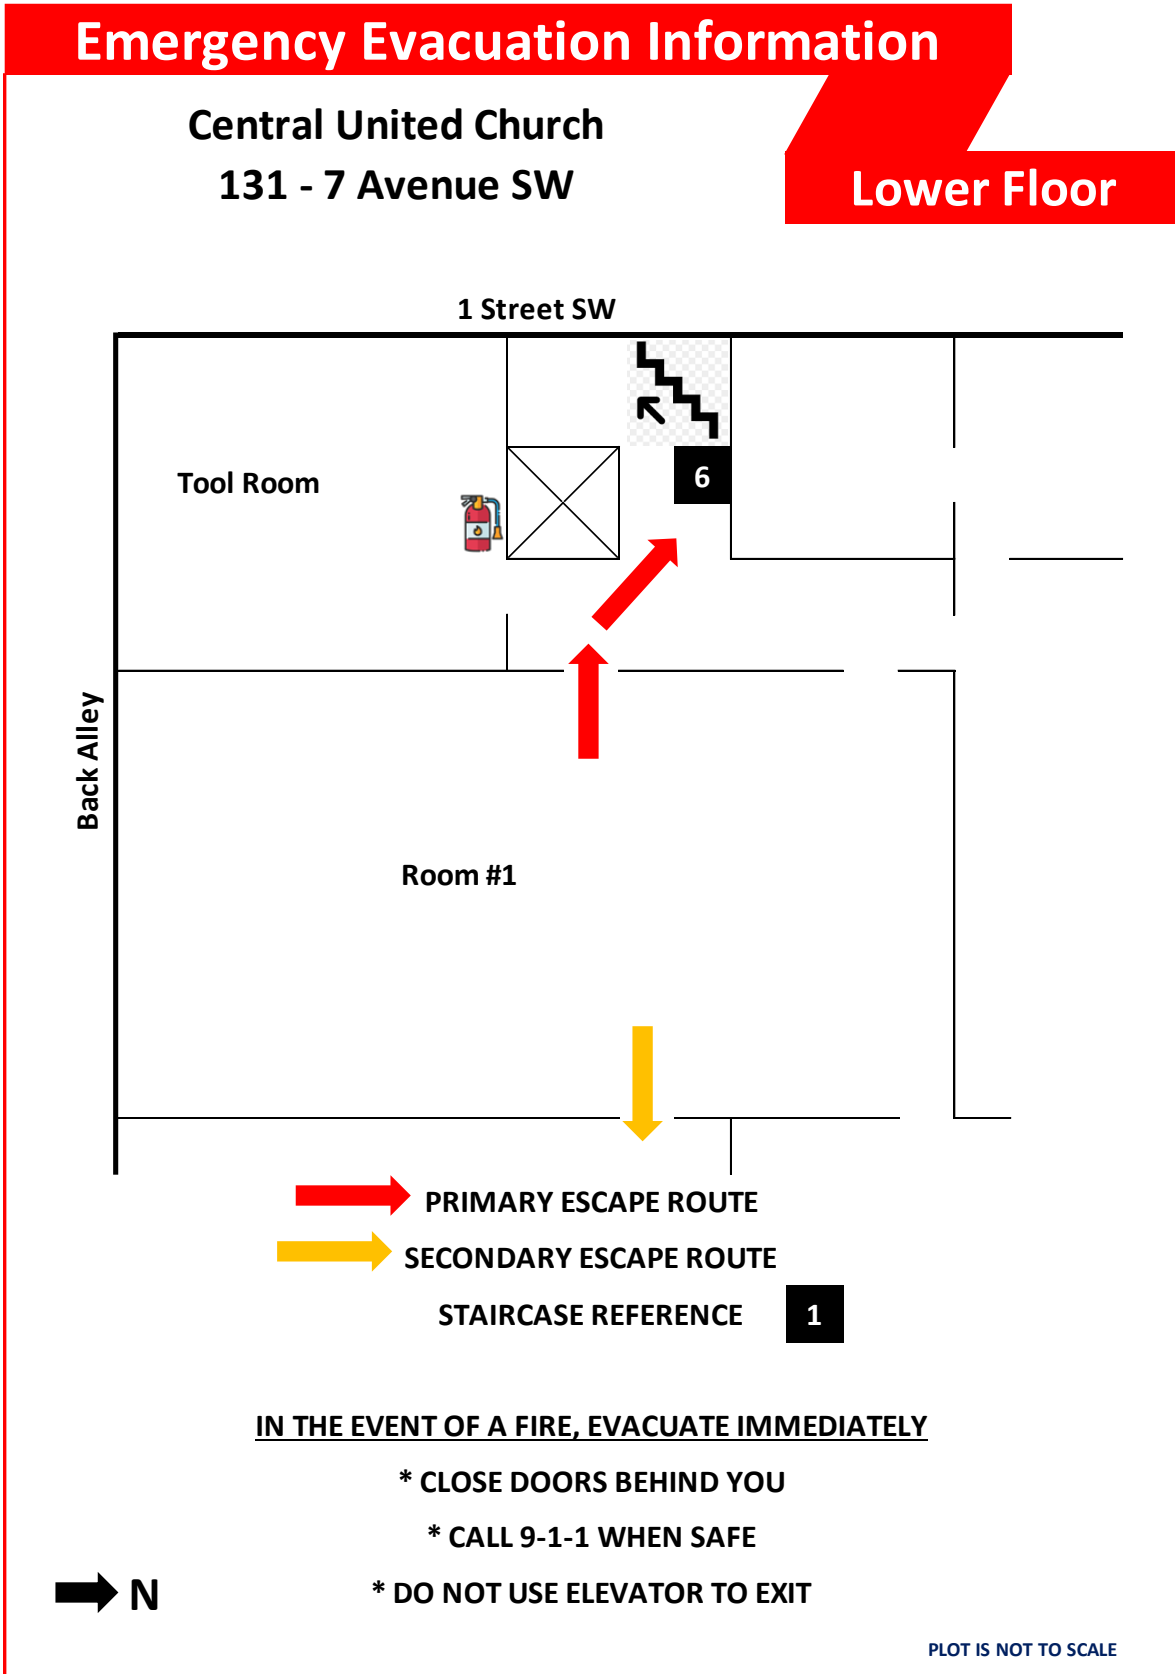 Emergency Evacuation Information
Central United Church
131 - 7 Avenue SW
Lower Floor
1 Street SW
Tool Room
6
Back Alley
Room #1
PRIMARY ESCAPE ROUTE
SECONDARY ESCAPE ROUTE
STAIRCASE REFERENCE 1
IN THE EVENT OF A FIRE, EVACUATE IMMEDIATELY
* CLOSE DOORS BEHIND YOU
* CALL 9-1-1 WHEN SAFE
* DO NOT USE ELEVATOR TO EXIT
N
PLOT IS NOT TO SCALE